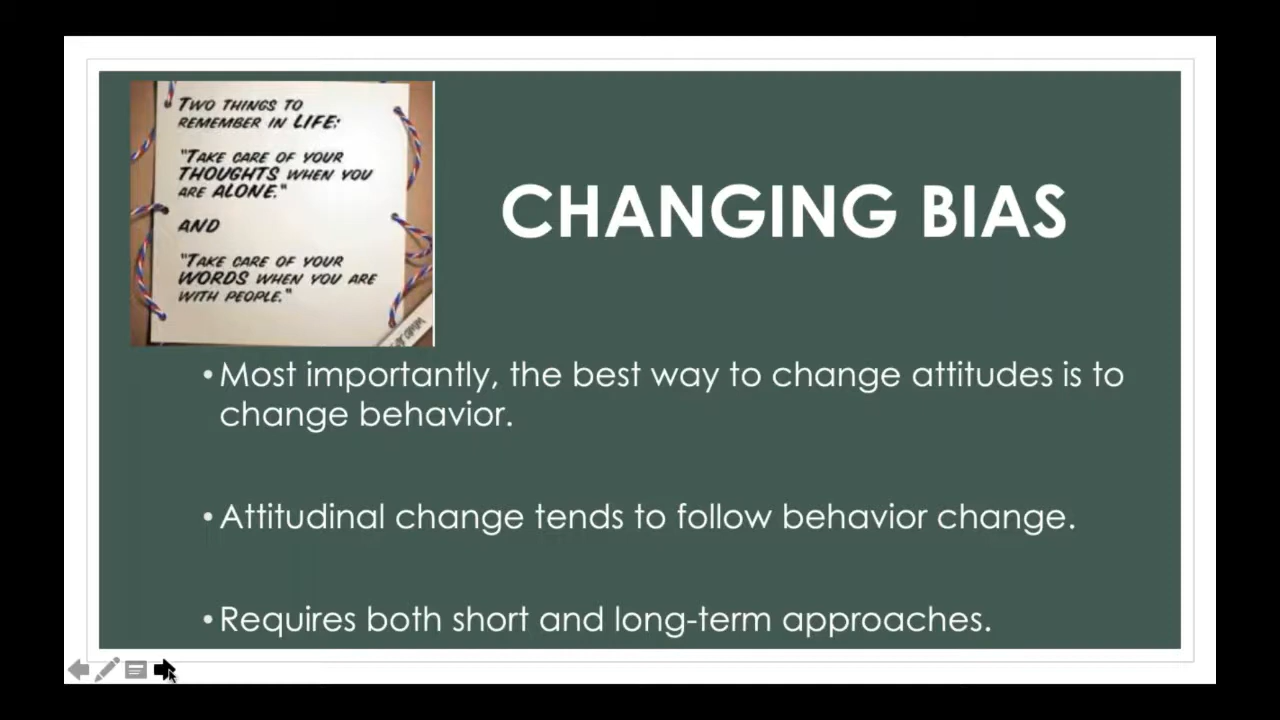 TWO THINGS TO
REMEMBER IN LIFE:
"TAKE CARE OF YOUR
THOUGHTS WHEN YOU
ARE ALONE."
AND
"TAKE CARE OF YOUR
WORDS WHEN YOU ARE
WITH PEOPLE."
CHANGING BIAS
•Most importantly, the best way to change attitudes is to
change behavior.
•Attitudinal change tends to follow behavior change.
•Requires both short and long-term approaches.